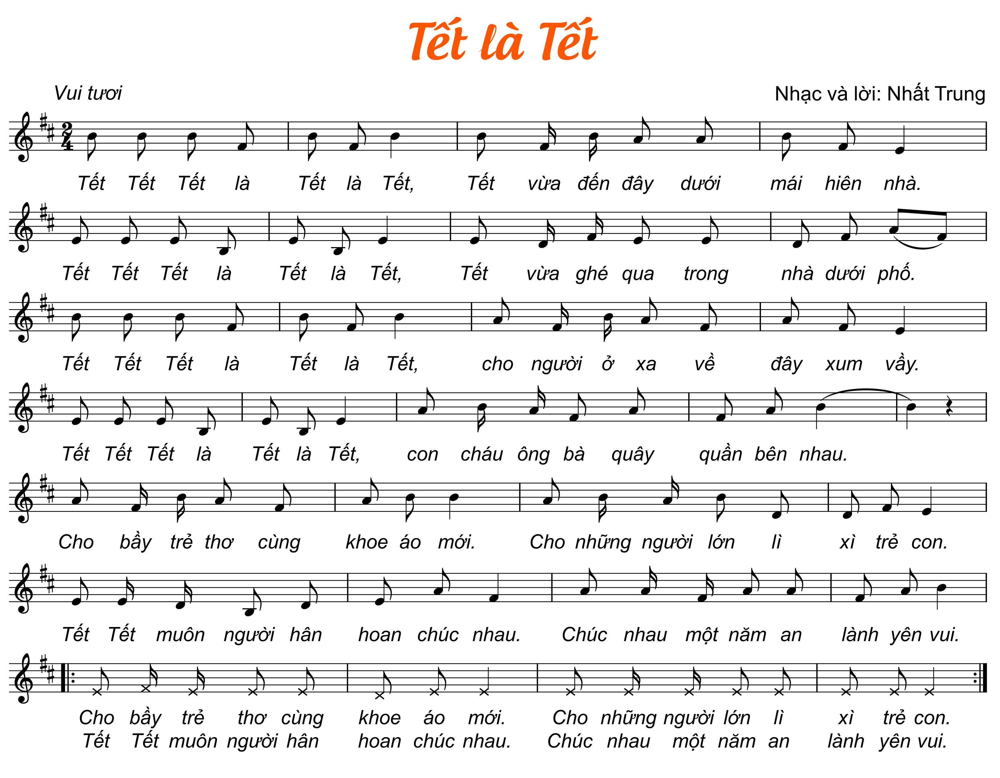 Tết là Tết
Vui tươi
Nhạc và lời: Nhất Trung
2
4
Tết Tết Tết là Tết là Tết, Tết vừa đến đây dưới mái hiên nhà.
Tết Tết Tết là Tết là Tết, Tết vừa ghé qua trong nhà dưới phố.
Tết Tết Tết là Tết là Tết, cho người ở xa về đây xum vầy.
Tết Tết Tết là Tết là Tết, con cháu ông bà quây quần bên nhau.
Cho bầy trẻ thơ cùng khoe áo mới. Cho những người lớn lì xì trẻ con.
Tết Tết muôn người hân hoan chúc nhau. Chúc nhau một năm an lành yên vui.
Cho bầy trẻ thơ cùng khoe áo mới. Cho những người lớn lì xì trẻ con.
Tết Tết muôn người hân hoan chúc nhau. Chúc nhau một năm an lành yên vui.